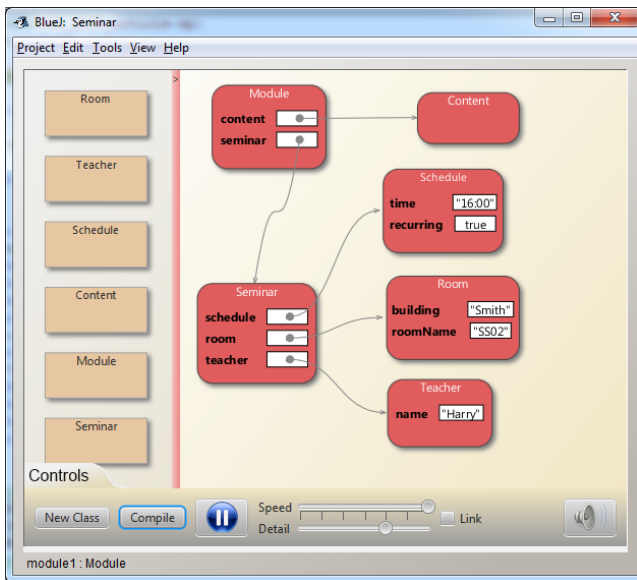 BlueJ: Seminar
Project Edit Tools View Help
>
Room
Teacher
Schedule
Content
Module
Seminar
Module
content
seminar
Content
Schedule
time "16:00"
recurring true
Seminar
schedule
room
teacher
Room
building "Smith"
roomName "SS02"
Teacher
name "Harry"
Controls
New Class Compile
Speed
Detail
Link
module1 : Module